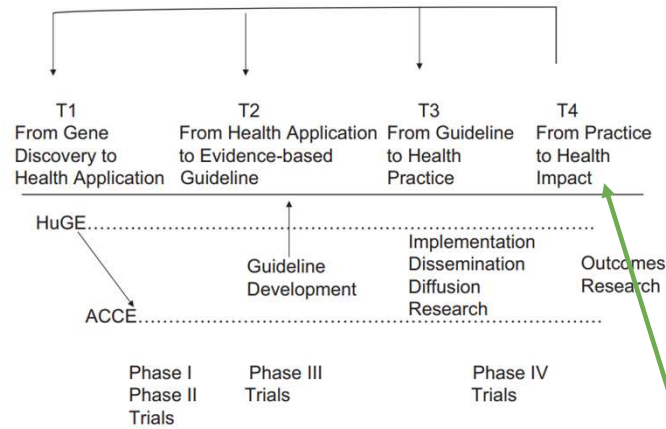 T1
From Gene
Discovery to
Health Application
T2
From Health Application
to Evidence-based
Guideline
T3
From Guideline
to Health
Practice
T4
From Practice
to Health
Impact
HuGE
Guideline
Development
Implementation
Dissemination
Diffusion
Research
Outcomes
Research
ACCE
Phase I
Phase II
Trials
Phase III
Trials
Phase IV
Trials